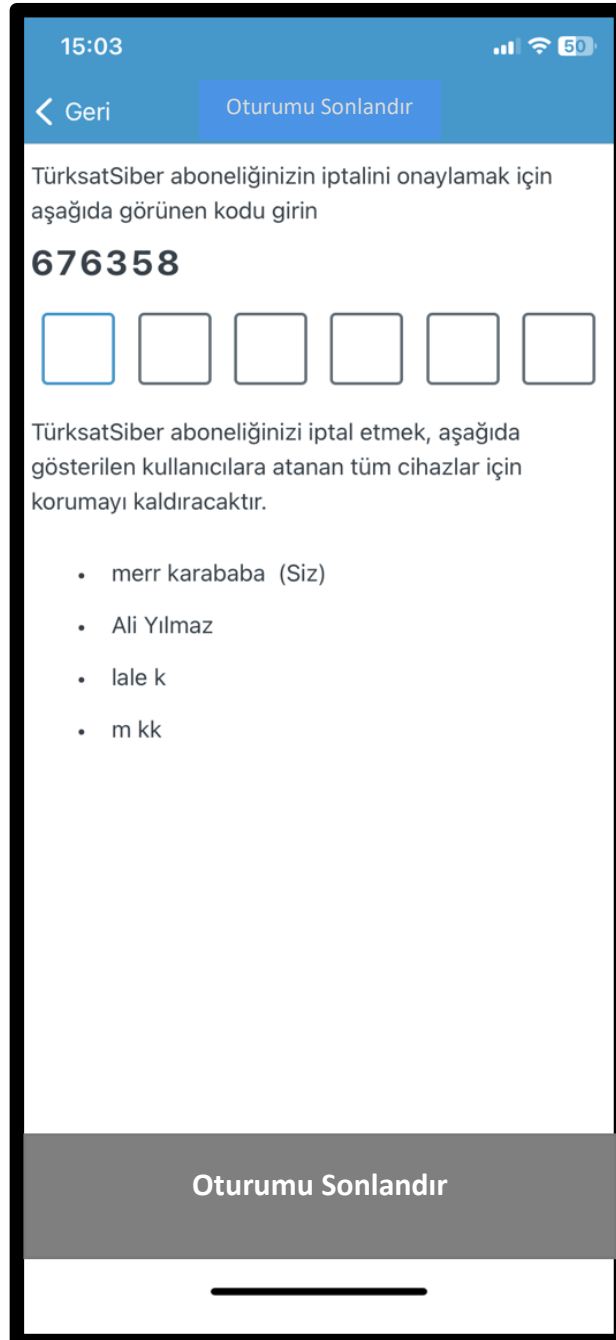 15:03
50
Geri
Oturumu Sonlandır
TürksatSiber aboneliğinizin iptalini onaylamak için
aşağıda görünen kodu girin
676358
TürksatSiber aboneliğinizi iptal etmek, aşağıda
gösterilen kullanıcılara atanan tüm cihazlar için
korumayı kaldıracaktır.
• merr karababa (Siz)
• Ali Yılmaz
• lale k
• m kk
Oturumu Sonlandır